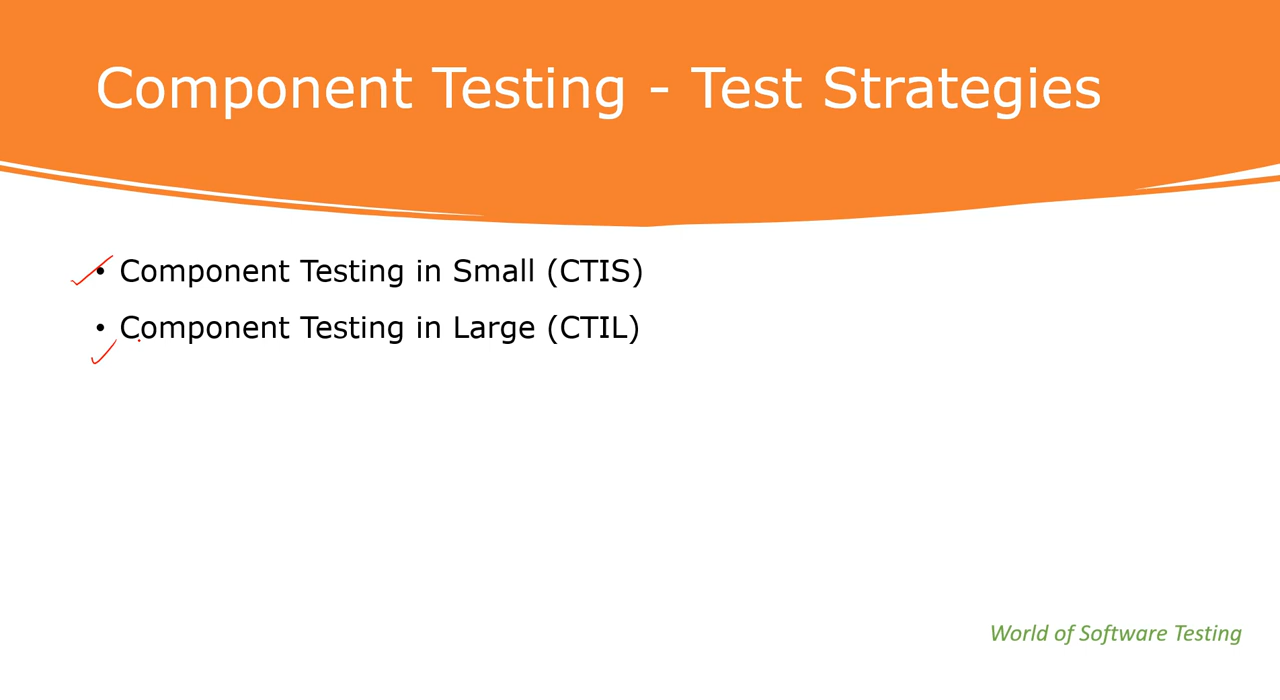 Component Testing - Test Strategies
• Component Testing in Small (CTIS)
• Component Testing in Large (CTIL)
World of Software Testing